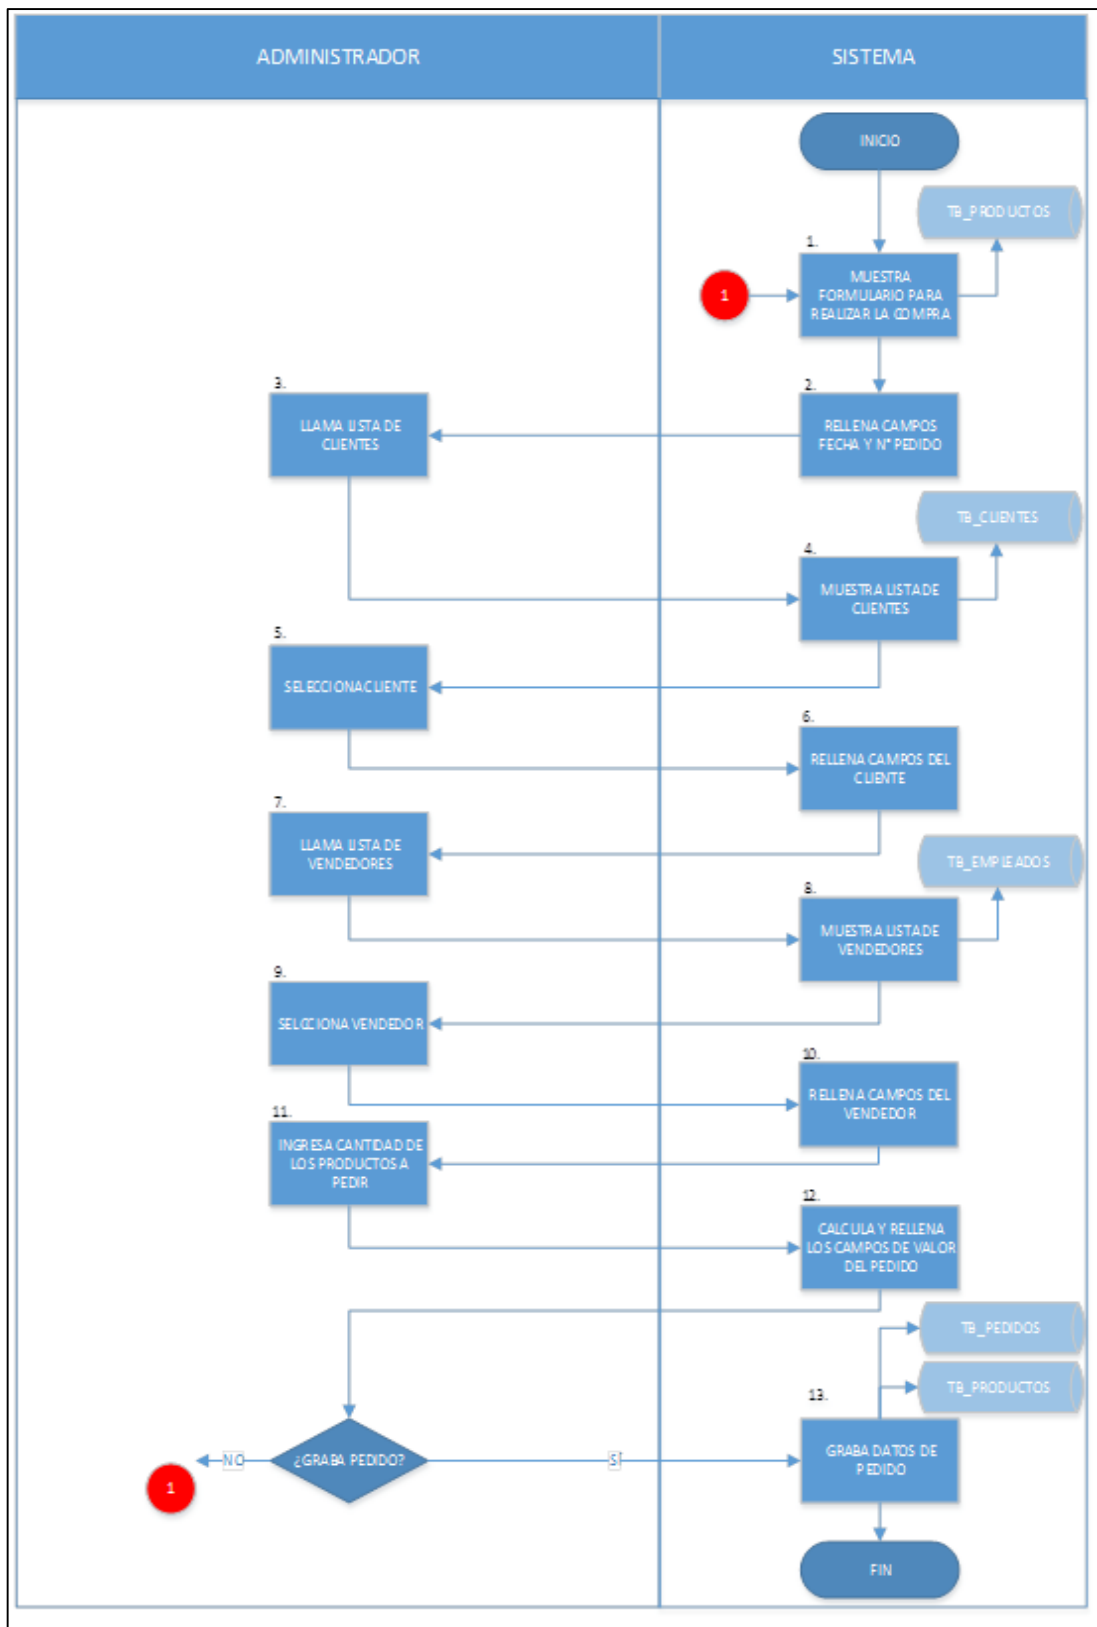 ADMINISTRADOR
SISTEMA
INICIO
TB_PRODUCTOS
1.
MUESTRA
FORMULARIO PARA
REALIZAR LA COMPRA
1
2.
RELLENA CAMPOS
FECHA Y N° PEDIDO
3.
LLAMA LISTA DE
CLIENTES
TB_CLIENTES
4.
MUESTRA LISTA DE
CLIENTES
5.
SELECCIONA CLIENTE
6.
RELLENA CAMPOS DEL
CLIENTE
7.
LLAMA LISTA DE
VENDEDORES
TB_EMPLEADOS
8.
MUESTRA LISTA DE
VENDEDORES
9.
SELCCIONA VENDEDOR
10.
RELLENA CAMPOS DEL
VENDEDOR
11.
INGRESA CANTIDAD DE
LOS PRODUCTOS A
PEDIR
12.
CALCULA Y RELLENA
LOS CAMPOS DE VALOR
DEL PEDIDO
TB_PEDIDOS
TB_PRODUCTOS
13.
GRABA DATOS DE
PEDIDO
¿GRABA PEDIDO?
NO
SÍ
1
FIN